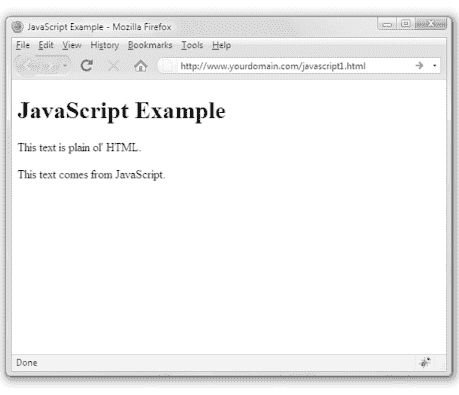 JavaScript Example - Mozilla Firefox
File Edit View History Bookmarks Tools Help
http://www.yourdomain.com/javascript1.html
JavaScript Example
This text is plain ol' HTML.
This text comes from JavaScript.
Done